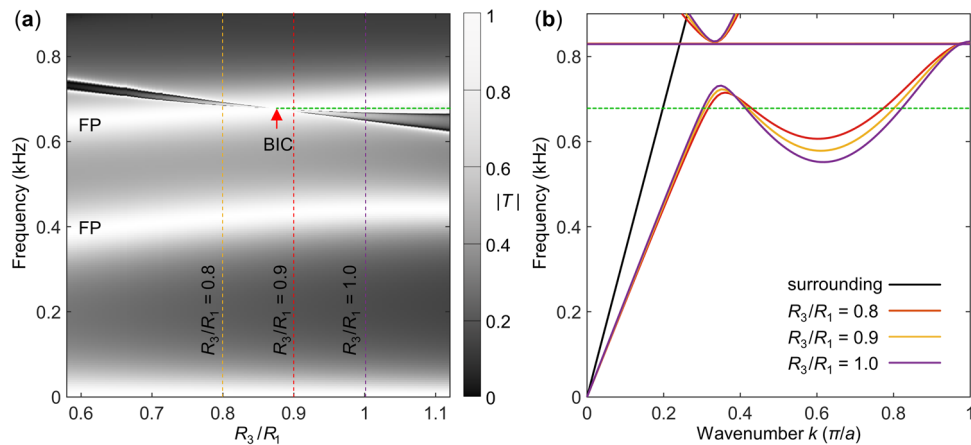 (a)
Frequency (kHz)
0.8
0.6
0.4
0.2
0
FP
FP
BIC
R3/R1 = 0.8
R3/R1 = 0.9
R3/R1 = 1.0
0.6 0.7 0.8 0.9 1 1.1
R3/R1
1
0.8
0.6
|T|
0.4
0.2
0
(b)
Frequency (kHz)
0.8
0.6
0.4
0.2
0
surrounding
R3/R1 = 0.8
R3/R1 = 0.9
R3/R1 = 1.0
0 0.2 0.4 0.6 0.8 1
Wavenumber k (π/a)